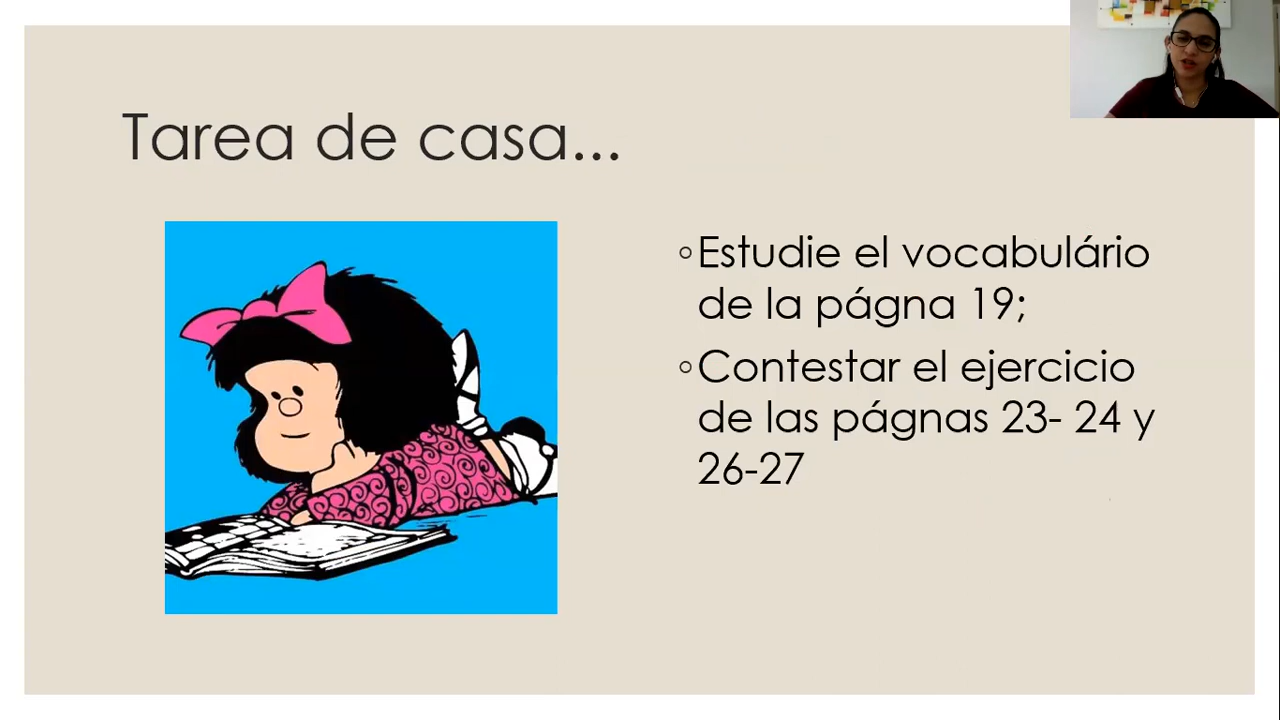 Tarea de casa...
◦Estudie el vocabulário
de la págna 19;
◦Contestar el ejercicio
de las págnas 23- 24 y
26-27